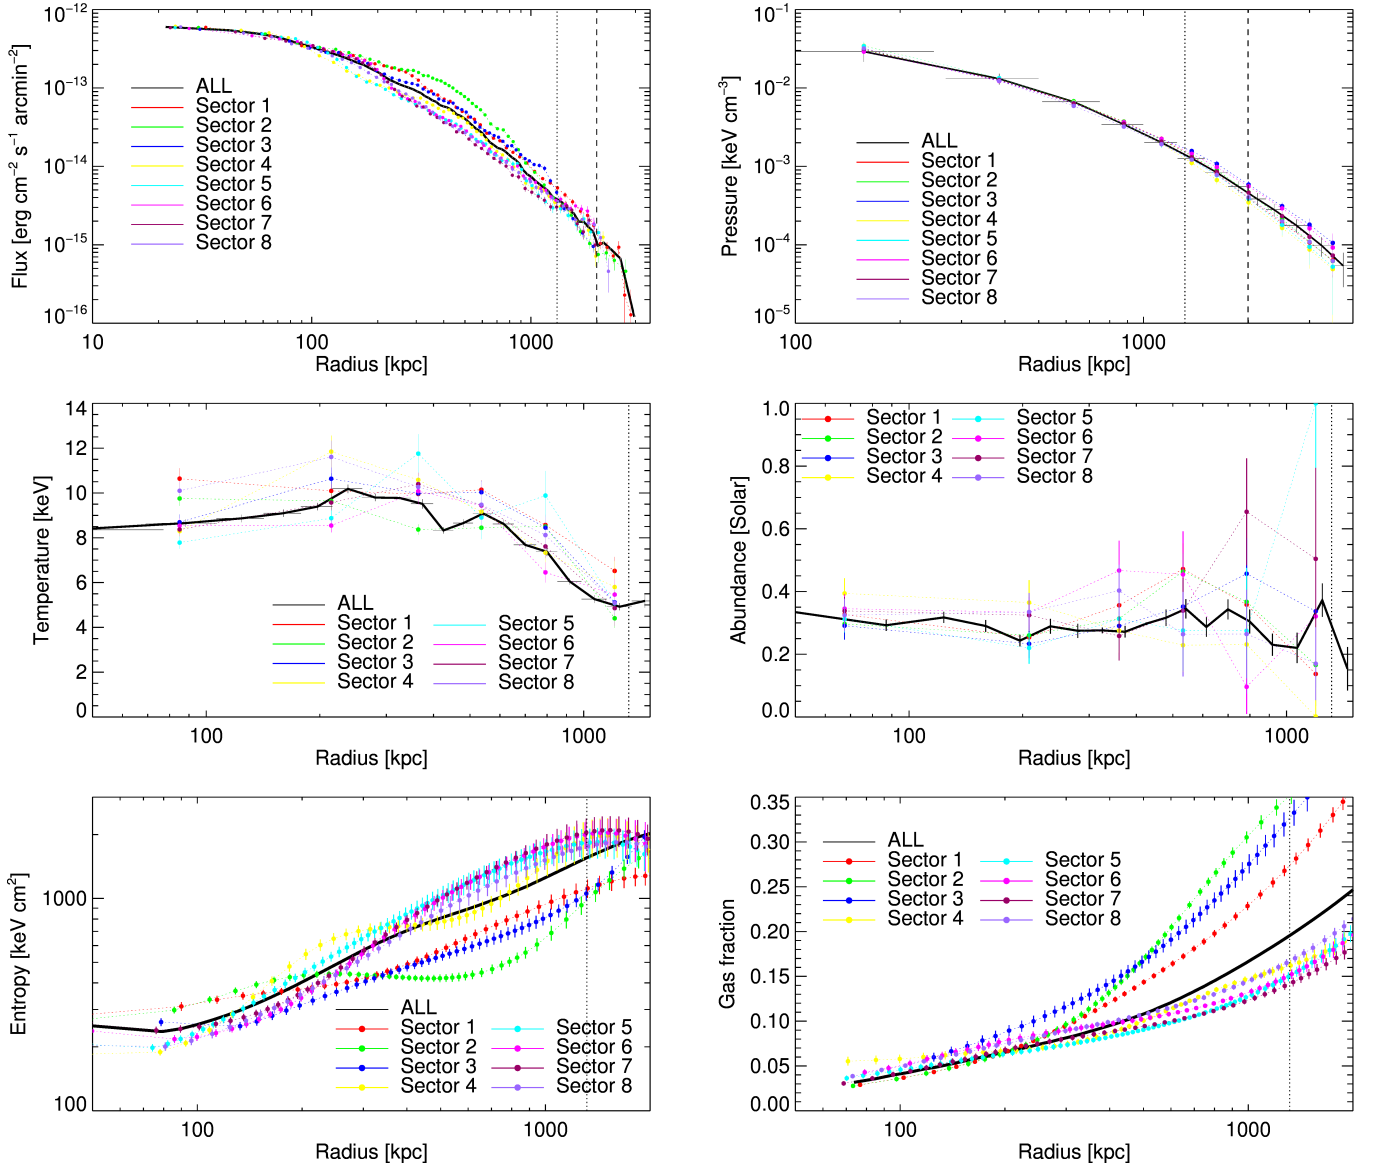 Flux [erg cm−2 s−1 arcmin−2]
10−12
10−13
10−14
10−15
10−16
ALL
Sector 1
Sector 2
Sector 3
Sector 4
Sector 5
Sector 6
Sector 7
Sector 8
10
100
1000
Radius [kpc]
Pressure [keV cm−3]
10−1
10−2
10−3
10−4
10−5
ALL
Sector 1
Sector 2
Sector 3
Sector 4
Sector 5
Sector 6
Sector 7
Sector 8
100
1000
Radius [kpc]
Temperature [keV]
14
12
10
8
6
4
2
0
ALL
Sector 1
Sector 2
Sector 3
Sector 4
Sector 5
Sector 6
Sector 7
Sector 8
100
1000
Radius [kpc]
Abundance [Solar]
1.0
0.8
0.6
0.4
0.2
0.0
Sector 1
Sector 2
Sector 3
Sector 4
Sector 5
Sector 6
Sector 7
Sector 8
100
1000
Radius [kpc]
Entropy [keV cm2]
1000
100
ALL
Sector 1
Sector 2
Sector 3
Sector 4
Sector 5
Sector 6
Sector 7
Sector 8
100
1000
Radius [kpc]
Gas fraction
0.35
0.30
0.25
0.20
0.15
0.10
0.05
0.00
ALL
Sector 1
Sector 2
Sector 3
Sector 4
Sector 5
Sector 6
Sector 7
Sector 8
100
1000
Radius [kpc]